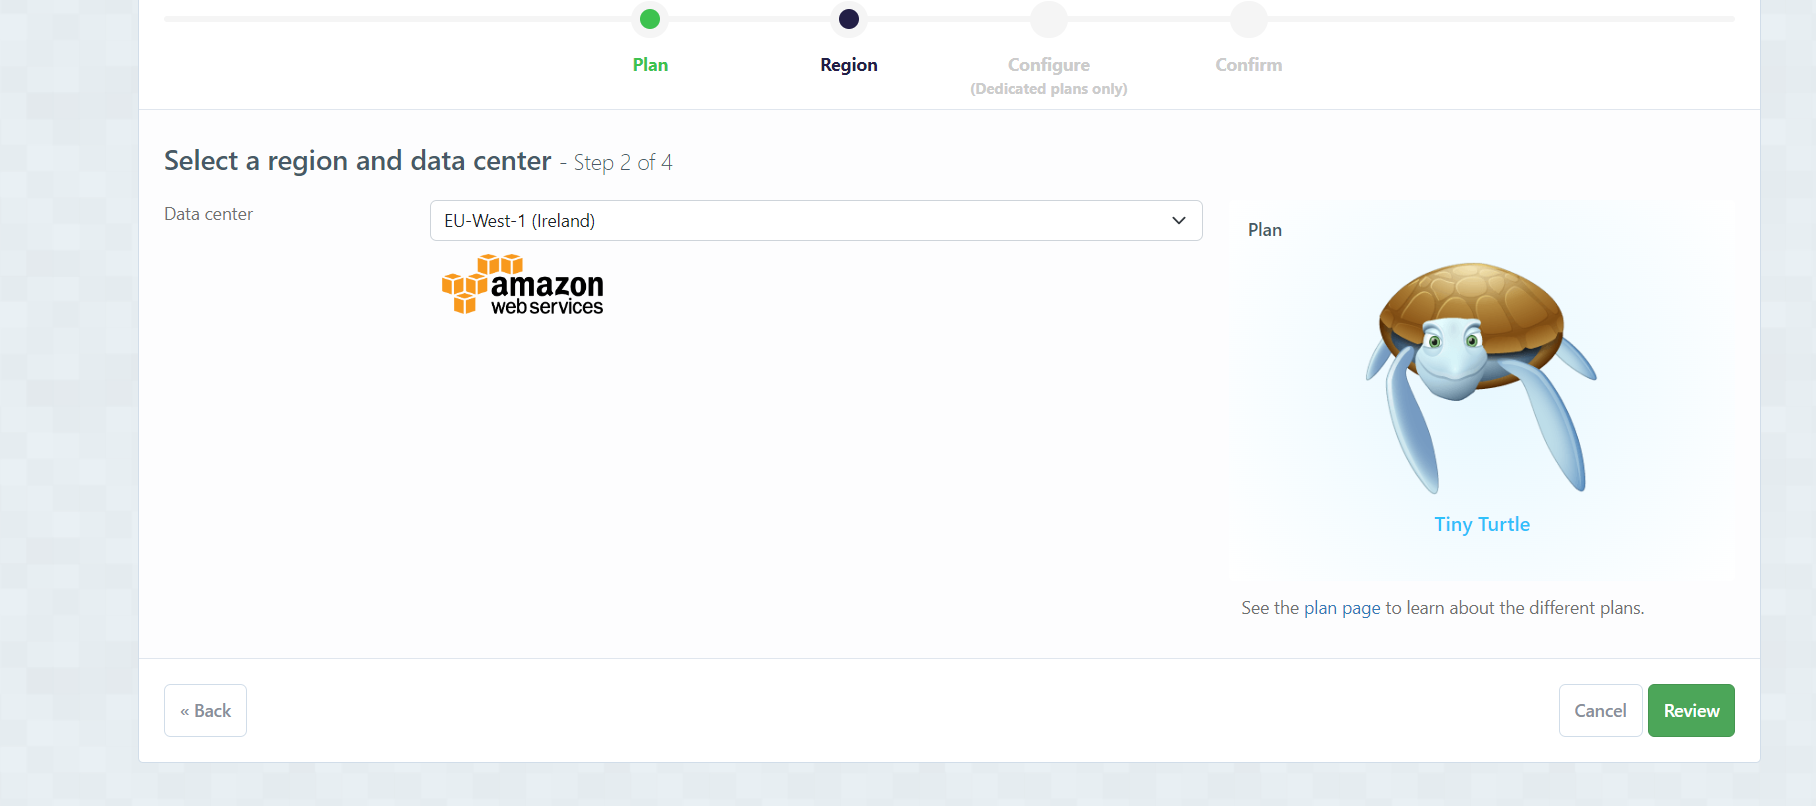 Plan
Region
Configure
(Dedicated plans only)
Confirm
Select a region and data center - Step 2 of 4
Data center
EU-West-1 (Ireland)
amazon
web services
Plan
Tiny Turtle
See the plan page to learn about the different plans.
« Back
Cancel
Review